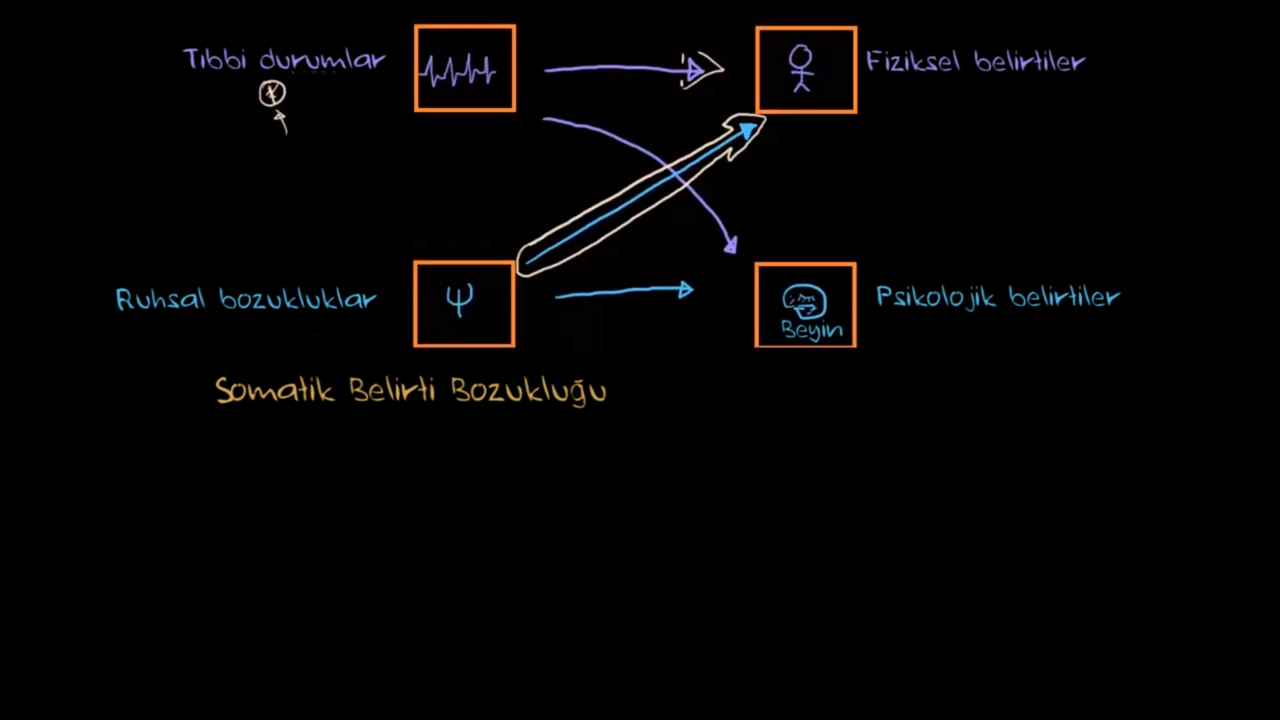 Tıbbi durumlar
Fiziksel belirtiler
Ruhsal bozukluklar
Ψ
Psikolojik belirtiler
Beyin
Somatik Belirti Bozukluğu